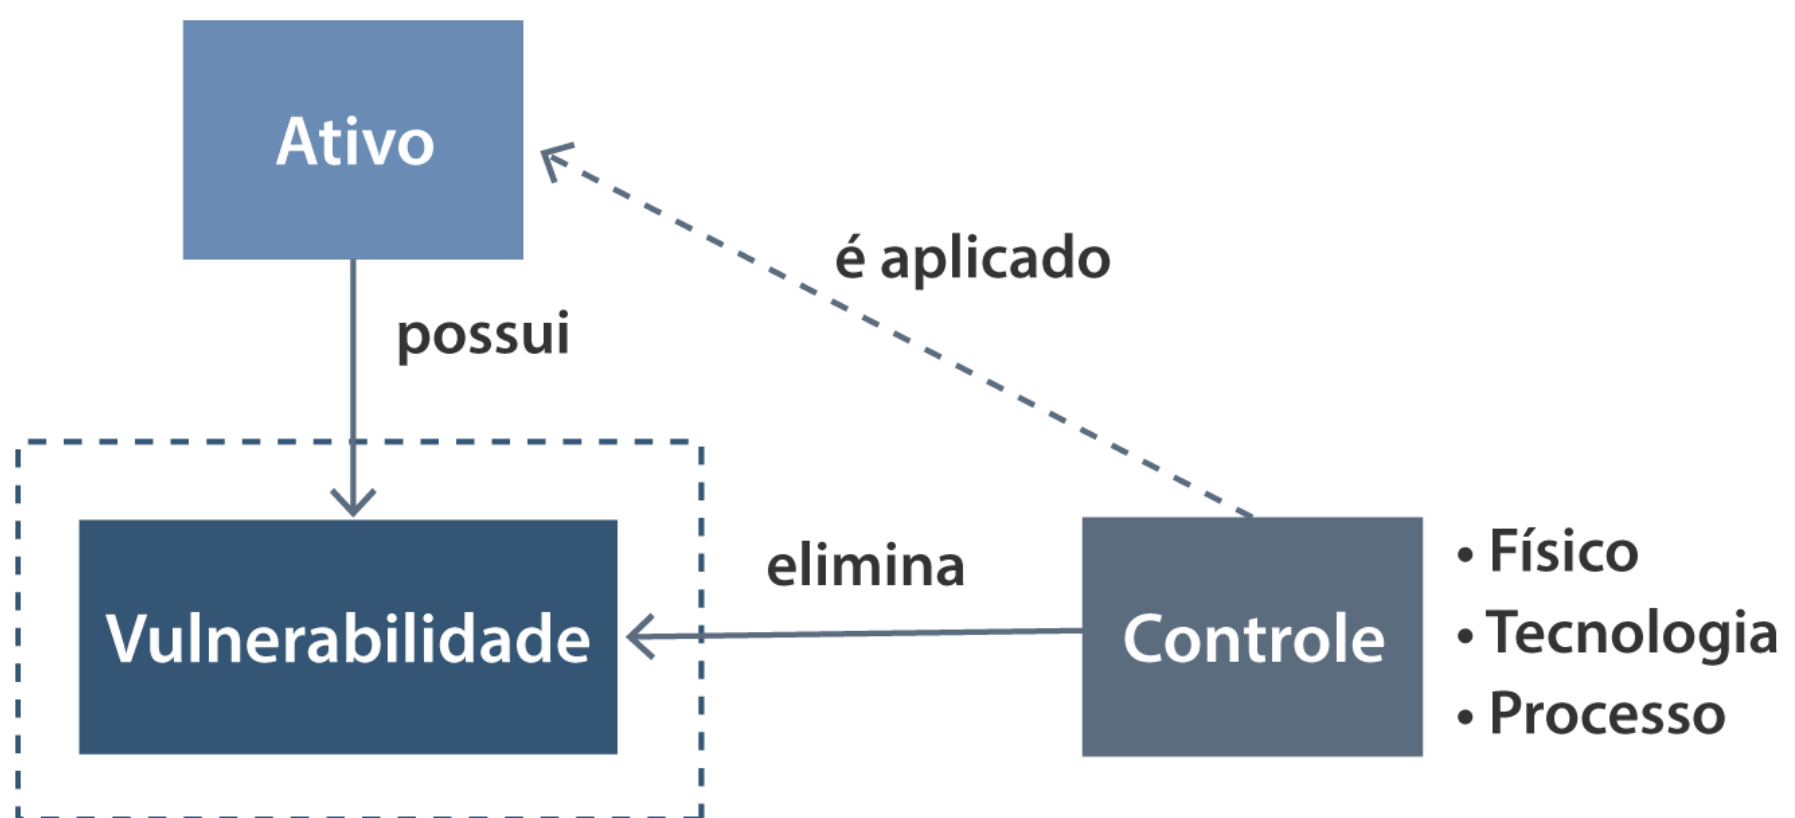 Ativo
é aplicado
possui
elimina
Vulnerabilidade
Controle
• Físico
• Tecnologia
• Processo